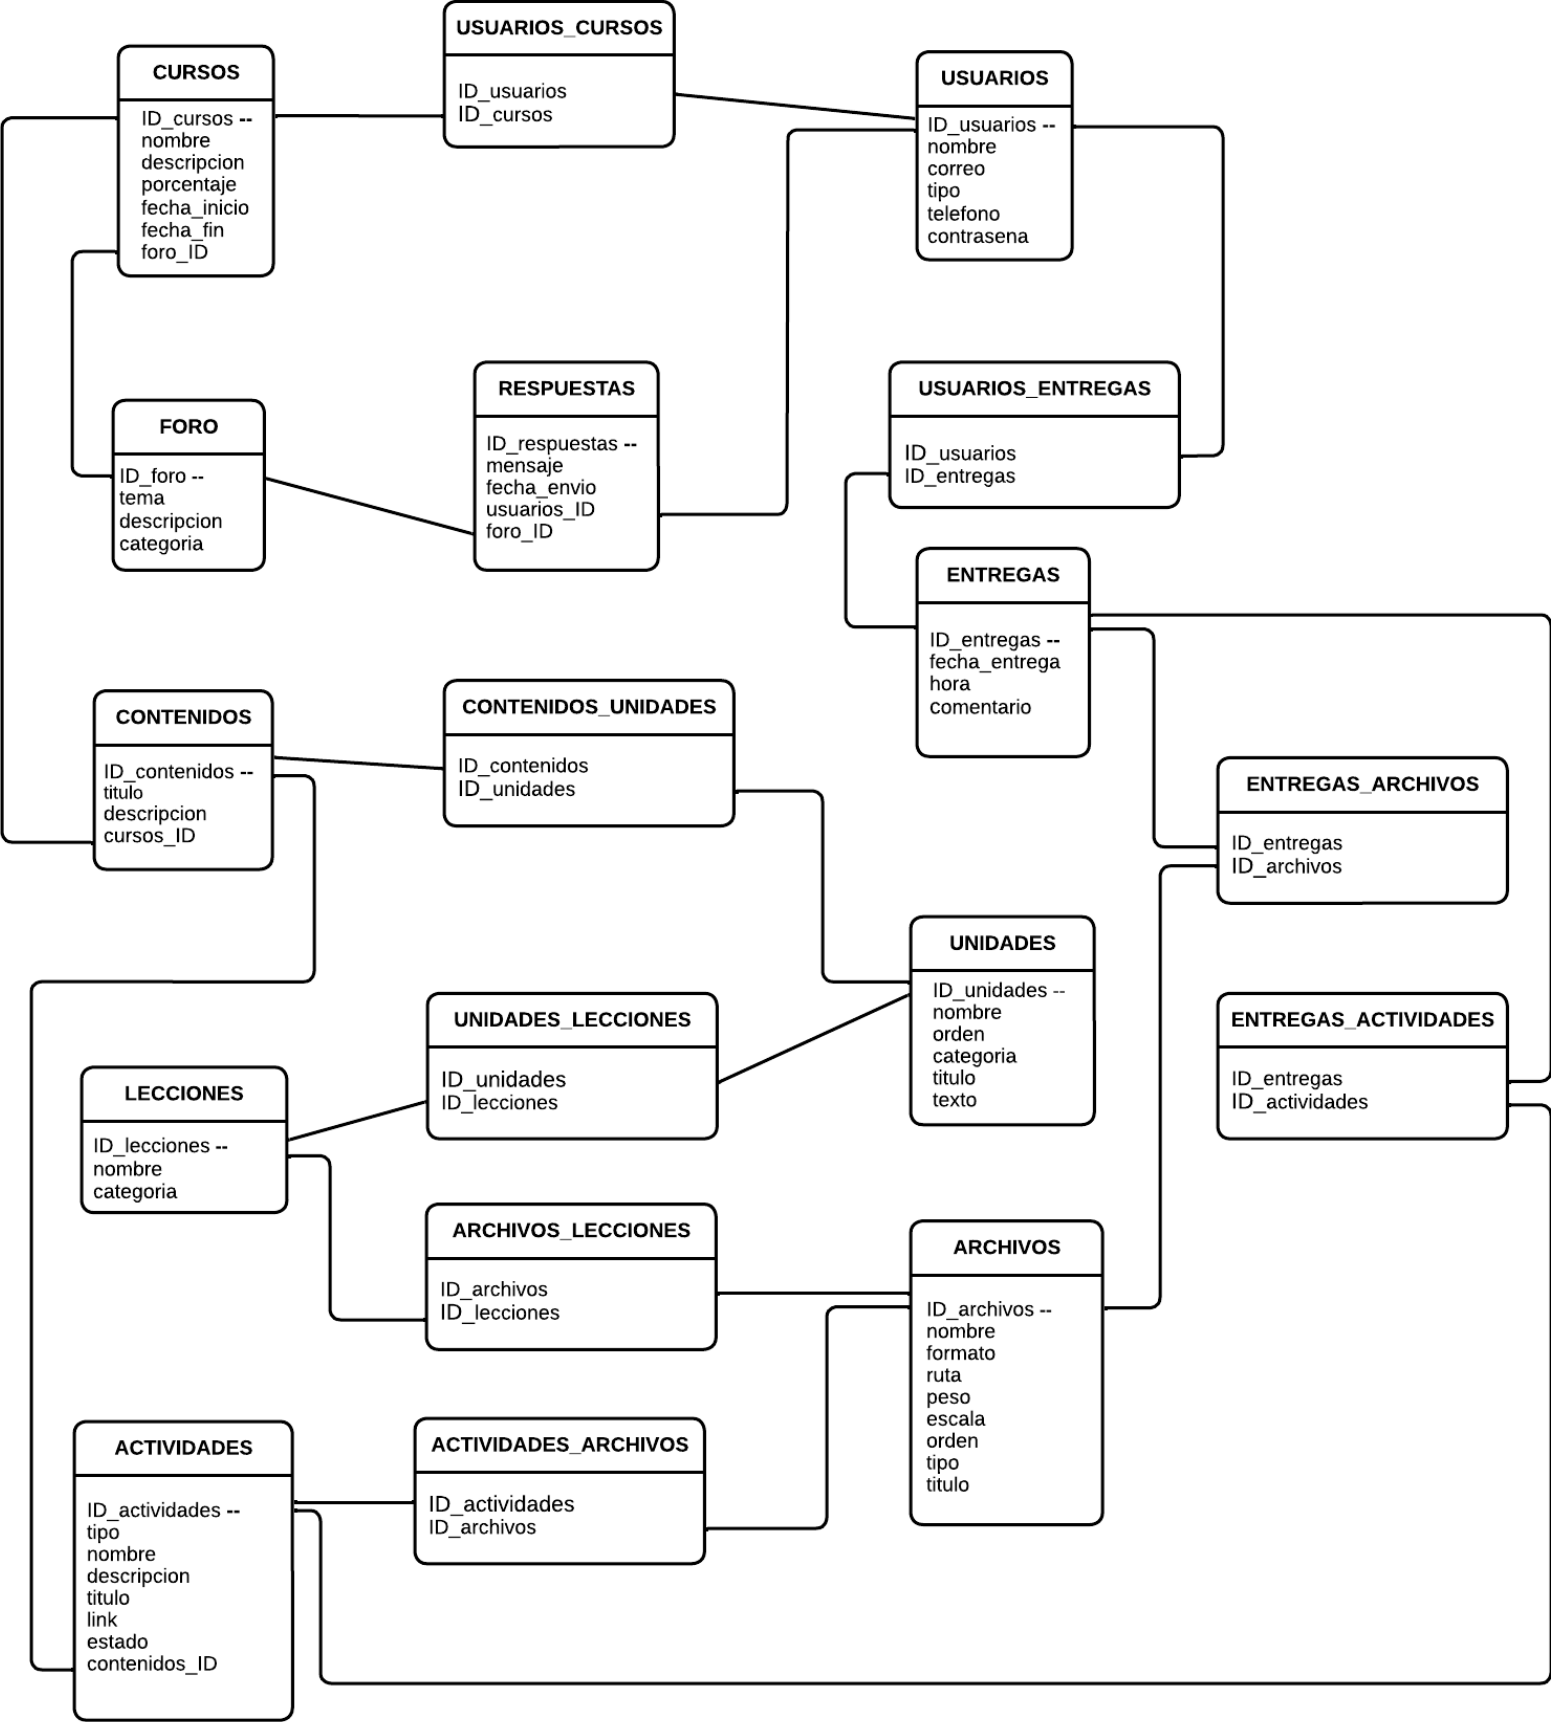 USUARIOS_CURSOS
ID_usuarios
ID_cursos
CURSOS
ID_cursos --
nombre
descripcion
porcentaje
fecha_inicio
fecha_fin
foro_ID
USUARIOS
ID_usuarios --
nombre
correo
tipo
telefono
contrasena
FORO
ID_foro --
tema
descripcion
categoria
RESPUESTAS
ID_respuestas --
mensaje
fecha_envio
usuarios_ID
foro_ID
USUARIOS_ENTREGAS
ID_usuarios
ID_entregas
ENTREGAS
ID_entregas --
fecha_entrega
hora
comentario
CONTENIDOS
ID_contenidos --
titulo
descripcion
cursos_ID
CONTENIDOS_UNIDADES
ID_contenidos
ID_unidades
ENTREGAS_ARCHIVOS
ID_entregas
ID_archivos
UNIDADES
ID_unidades --
nombre
orden
categoria
titulo
texto
UNIDADES_LECCIONES
ID_unidades
ID_lecciones
ENTREGAS_ACTIVIDADES
ID_entregas
ID_actividades
LECCIONES
ID_lecciones --
nombre
categoria
ARCHIVOS_LECCIONES
ID_archivos
ID_lecciones
ARCHIVOS
ID_archivos --
nombre
formato
ruta
peso
escala
orden
tipo
titulo
ACTIVIDADES
ID_actividades --
tipo
nombre
descripcion
titulo
link
estado
contenidos_ID
ACTIVIDADES_ARCHIVOS
ID_actividades
ID_archivos